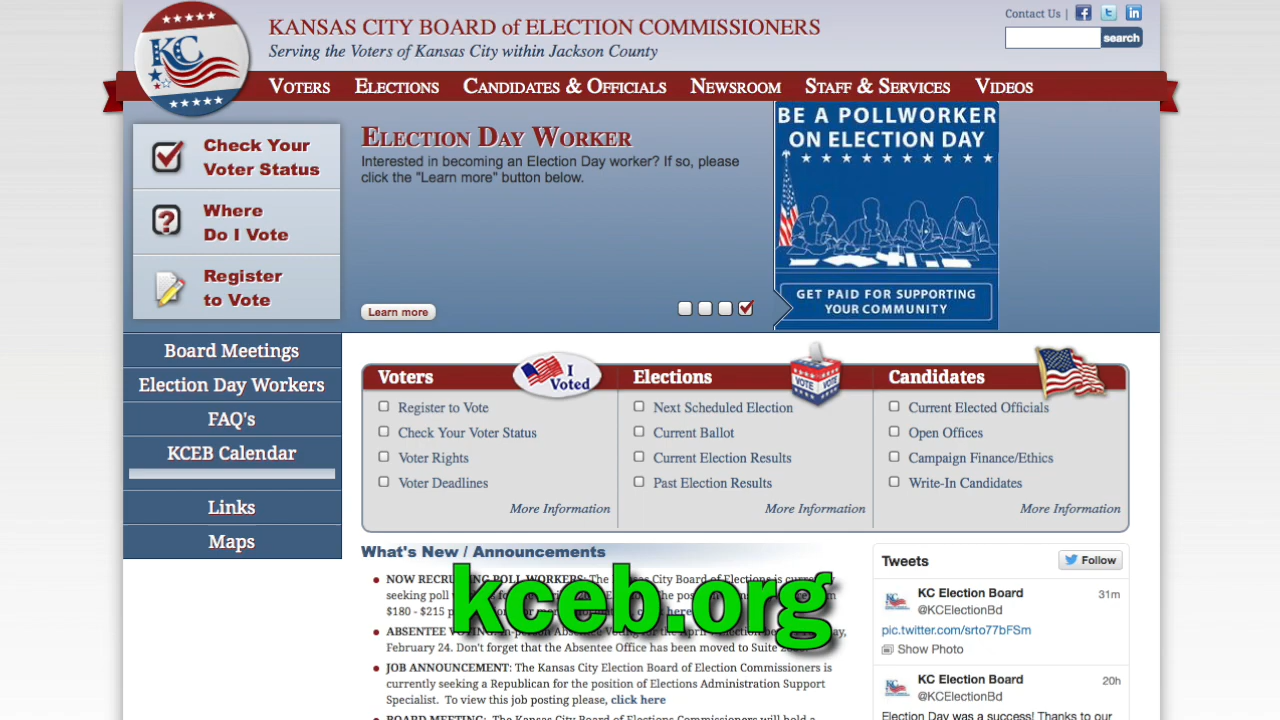 KC
KANSAS CITY BOARD of ELECTION COMMISSIONERS
Serving the Voters of Kansas City within Jackson County
Contact Us |
search
VOTERS ELECTIONS CANDIDATES & OFFICIALS NEWSROOM STAFF & SERVICES VIDEOS
Check Your
Voter Status
Where
Do I Vote
Register
to Vote
ELECTION DAY WORKER
Interested in becoming an Election Day worker? If so, please
click the "Learn more" button below.
Learn more
BE A POLLWORKER
ON ELECTION DAY
GET PAID FOR SUPPORTING
YOUR COMMUNITY
Board Meetings
Election Day Workers
FAQ's
KCEB Calendar
Links
Maps
Voters
I Voted
Register to Vote
Check Your Voter Status
Voter Rights
Voter Deadlines
More Information
Elections
VOTE VOTE
Next Scheduled Election
Current Ballot
Current Election Results
Past Election Results
More Information
Candidates
Current Elected Officials
Open Offices
Campaign Finance/Ethics
Write-In Candidates
More Information
What's New / Announcements
NOW RECRUITING POLL WORKERS: The Kansas City Board of Elections is currently
seeking poll
$180 - $215 here
kceb.org
ABSENTEE VOTING: In-person Absentee Voting for the April election day,
February 24. Don't forget that the Absentee Office has been moved to Suite
JOB ANNOUNCEMENT: The Kansas City Election Board of Election Commissioners is
currently seeking a Republican for the position of Elections Administration Support
Specialist. To view this job posting please, click here
BOARD MEETING: The Kansas City Board of Elections Commissioners will hold a
Tweets
Follow
KC Election Board 31m
@KCElectionBd
pic.twitter.com/srto77bFSm
Show Photo
KC Election Board 20h
@KCElectionBd
Election Day was a success! Thanks to our